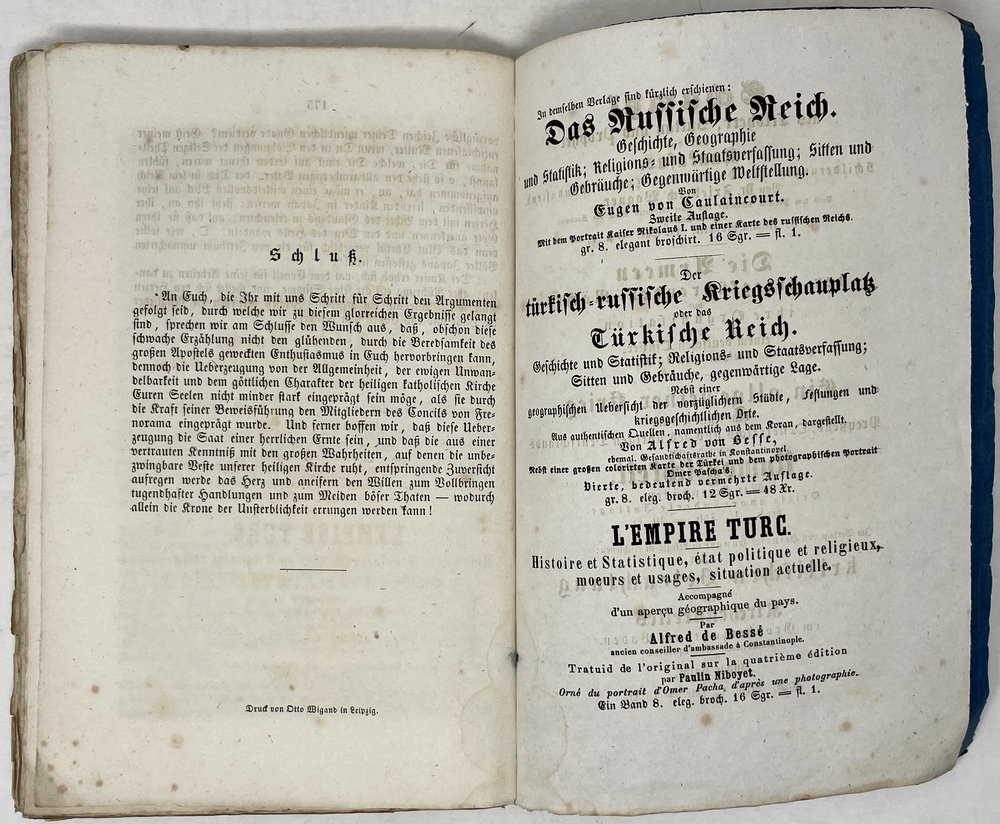 Schluß.
An Euch, die Ihr mit uns Schritt für Schritt den Argumenten
gefolgt seid, durch welche wir zu diesem glorreichen Ergebnisse gelangt
sind, sprechen wir am Schlusse den Wunsch aus, daß, obschon diese
schwache Erzählung nicht den glühenden, durch die Beredsamkeit des
großen Apostels geweckten Enthusiasmus in Euch hervorbringen kann,
dennoch die Ueberzeugung von der Allgemeinheit, der ewigen Unwan-
delbarkeit und dem göttlichen Charakter der heiligen katholischen Kirche
Euren Seelen nicht minder stark eingeprägt sein möge, als sie durch
die Kraft seiner Beweisführung den Mitgliedern des Concils von Fre-
norama eingeprägt wurde. Und ferner hoffen wir, daß diese Ueber-
zeugung die Saat einer herrlichen Ernte sein, und daß die aus einer
vertrauten Kenntniß mit den großen Wahrheiten, auf denen die unbe-
zwingbare Veste unserer heiligen Kirche ruht, entspringende Zuversicht
aufregen werde das Herz und aneifern den Willen zum Vollbringen
tugendhafter Handlungen und zum Meiden böser Thaten — wodurch
allein die Krone der Unsterblichkeit errungen werden kann!
Druck von Otto Wigand in Leipzig.
In demselben Verlage sind kürzlich erschienen:
Das Russische Reich.
Geschichte, Geographie
und Statistik; Religions- und Staatsverfassung; Sitten und
Gebräuche; Gegenwärtige Weltstellung.
Von
Eugen von Caulaincourt.
Zweite Auflage.
Mit dem Portrait Kaiser Nikolaus I. und einer Karte des russischen Reichs.
gr. 8. elegant broschirt. 16 Sgr. = fl. 1.
Der
türkisch-russische Kriegsschauplatz
oder das
Türkische Reich.
Geschichte und Statistik; Religions- und Staatsverfassung;
Sitten und Gebräuche, gegenwärtige Lage.
Nebst einer
geographischen Uebersicht der vorzüglichern Städte, Festungen und
kriegsgeschichtlichen Orte.
Aus authentischen Quellen, namentlich aus dem Koran, dargestellt.
Von Alfred von Besse,
ehemal. Gesandtschaftsrathe in Konstantinopel.
Nebst einer großen colorirten Karte der Türkei und dem photographischen Portrait
Omer Pascha's.
Vierte, bedeutend vermehrte Auflage.
gr. 8. eleg. broch. 12 Sgr. = 48 Xr.
L'EMPIRE TURC.
Histoire et Statistique, état politique et religieux,
moeurs et usages, situation actuelle.
Accompagné
d'un aperçu géographique du pays.
Par
Alfred de Bessé
ancien conseiller d'ambassade à Constantinople.
Tratuid de l'original sur la quatrième édition
par Paulin Niboyet.
Orné du portrait d'Omer Pacha, d'après une photographie.
Ein Band 8. eleg. broch. 16 Sgr. = fl. 1.